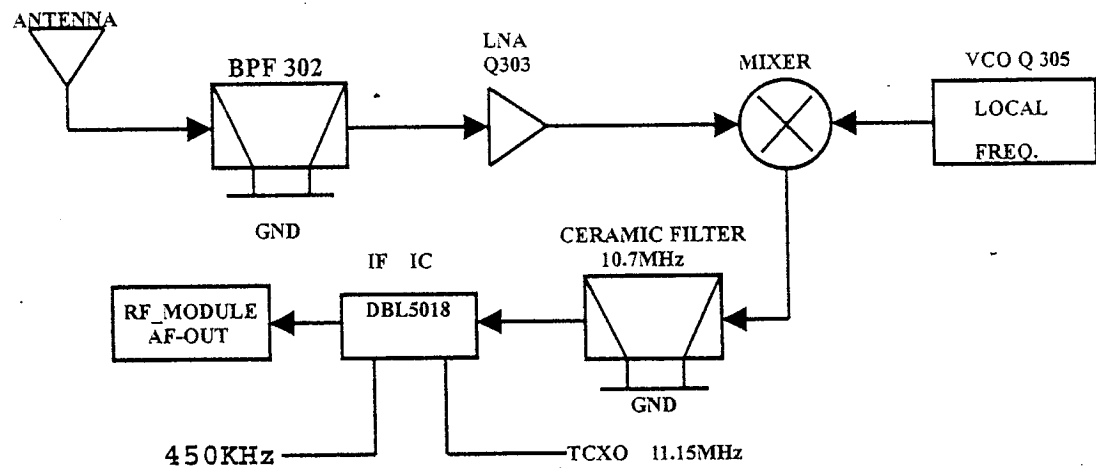 ANTENNA
BPF 302
GND
LNA
Q303
MIXER
VCO Q 305
LOCAL
FREQ.
CERAMIC FILTER
10.7MHz
GND
IF IC
DBL5018
RF_MODULE
AF-OUT
450KHz
TCXO 11.15MHz